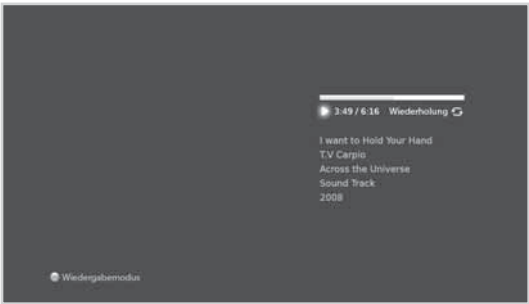 3:49 / 6:16 Wiederholung
I want to Hold Your Hand
T.V Carpio
Across the Universe
Sound Track
2008
Wiedergabemodus